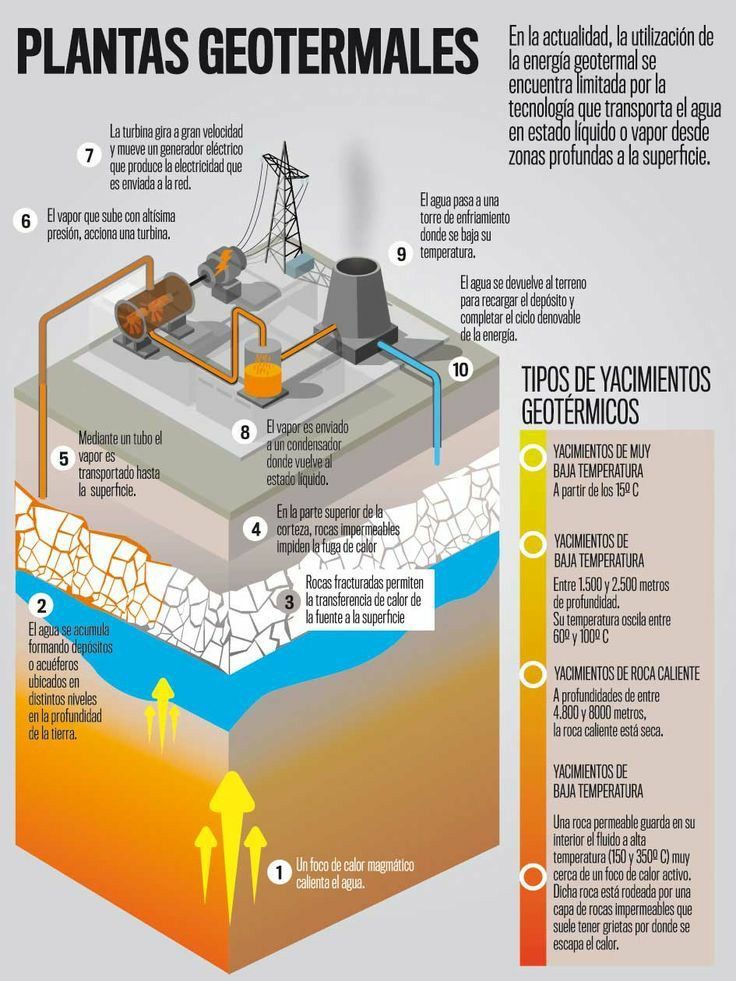 PLANTAS GEOTERMALES
En la actualidad, la utilización de
la energía geotermal se
encuentra limitada por la
tecnología que transporta el agua
en estado líquido o vapor desde
zonas profundas a la superficie.
7
La turbina gira a gran velocidad
y mueve un generador eléctrico
que produce la electricidad que
es enviada a la red.
6
El vapor que sube con altísima
presión, acciona una turbina.
9
El agua pasa a una
torre de enfriamiento
donde se baja su
temperatura.
El agua se devuelve al terreno
para recargar el depósito y
completar el ciclo denovable
de la energía.
10
5
Mediante un tubo el
vapor es
transportado hasta
la superficie.
8
El vapor es enviado
a un condensador
donde vuelve al
estado líquido.
4
En la parte superior de la
corteza, rocas impermeables
impiden la fuga de calor
3
Rocas fracturadas permiten
la transferencia de calor de
la fuente a la superficie
2
El agua se acumula
formando depósitos
o acuéferos
ubicados en
distintos niveles
en la profundidad
de la tierra.
1
Un foco de calor magmático
calienta el agua.
TIPOS DE YACIMIENTOS
GEOTÉRMICOS
YACIMIENTOS DE MUY
BAJA TEMPERATURA
A partir de los 15º C
YACIMIENTOS DE
BAJA TEMPERATURA
Entre 1.500 y 2.500 metros
de profundidad.
Su temperatura oscila entre
60º y 100º C
YACIMIENTOS DE ROCA CALIENTE
A profundidades de entre
4.800 y 8000 metros,
la roca caliente está seca.
YACIMIENTOS DE
BAJA TEMPERATURA
Una roca permeable guarda en su
interior el fluido a alta
temperatura (150 y 350º C) muy
cerca de un foco de calor activo.
Dicha roca está rodeada por una
capa de rocas impermeables que
suele tener grietas por donde se
escapa el calor.